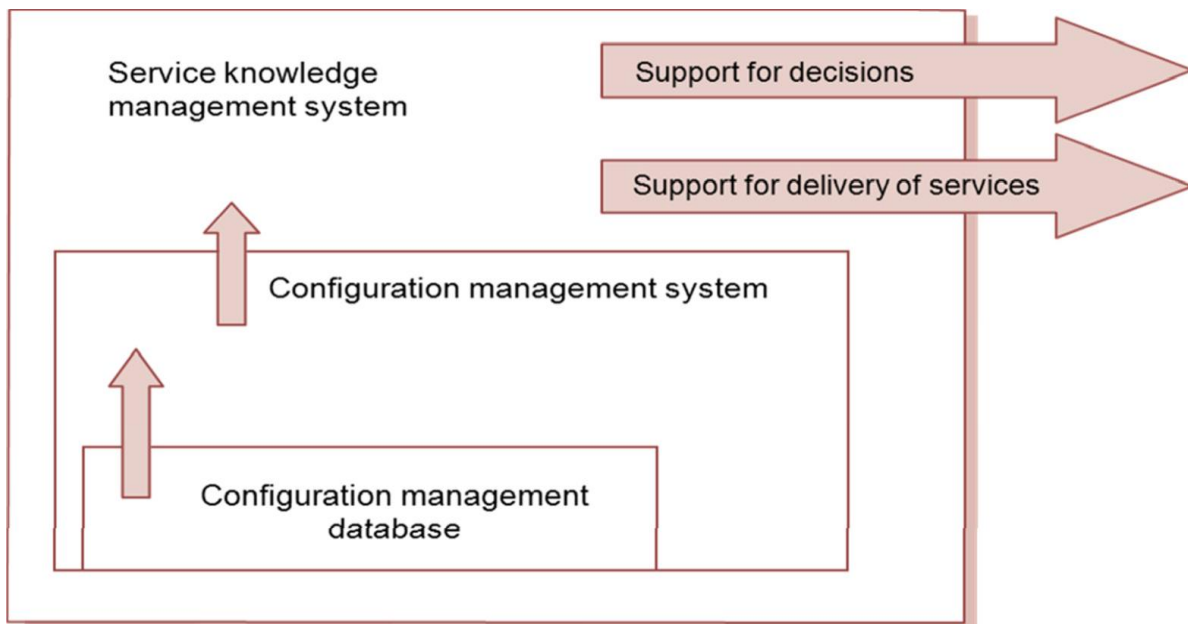 Service knowledge
management system
Support for decisions
Support for delivery of services
Configuration management system
Configuration management
database